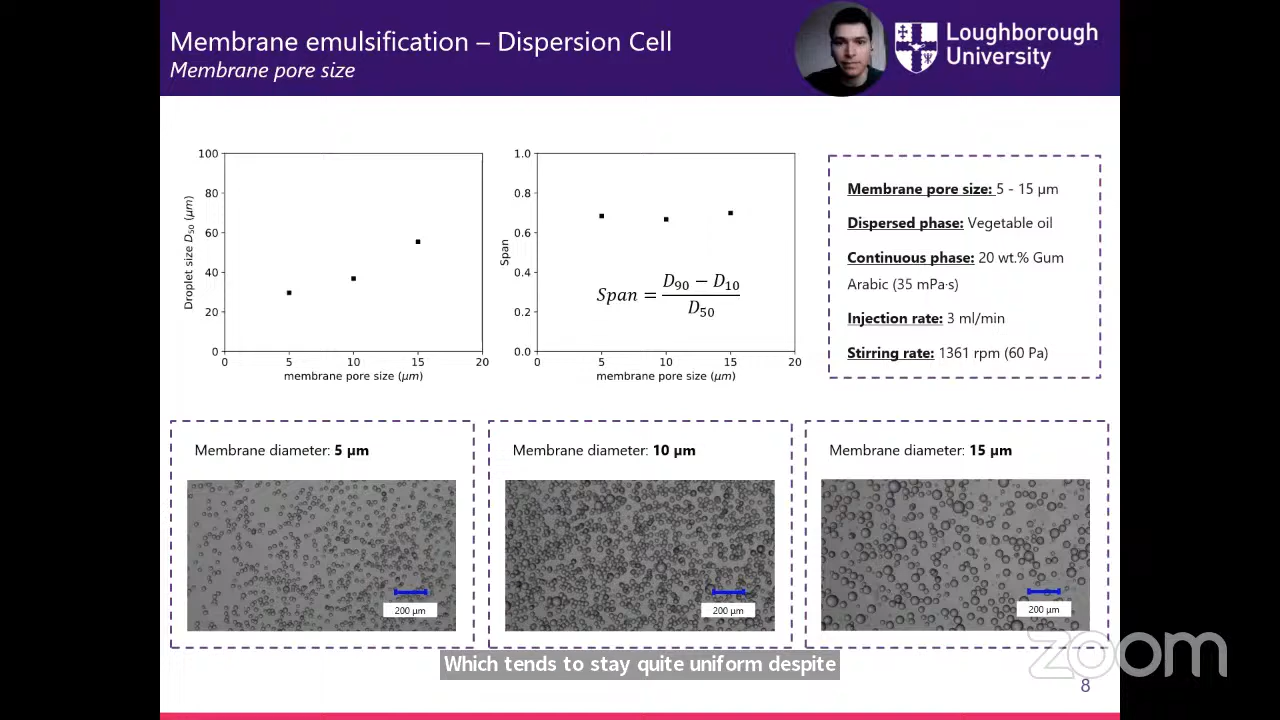 Membrane emulsification – Dispersion Cell
Membrane pore size
Loughborough
University
100
80
60
40
20
0
0
5
10
15
20
Droplet size D50 (μm)
membrane pore size (μm)
1.0
0.8
0.6
0.4
0.2
0.0
0
5
10
15
20
Span
membrane pore size (μm)
Span = (D90 − D10) / D50
Membrane pore size: 5 - 15 μm
Dispersed phase: Vegetable oil
Continuous phase: 20 wt.% Gum
Arabic (35 mPa·s)
Injection rate: 3 ml/min
Stirring rate: 1361 rpm (60 Pa)
Membrane diameter: 5 μm
200 μm
Membrane diameter: 10 μm
200 μm
Membrane diameter: 15 μm
200 μm
Which tends to stay quite uniform despite
zoom
8